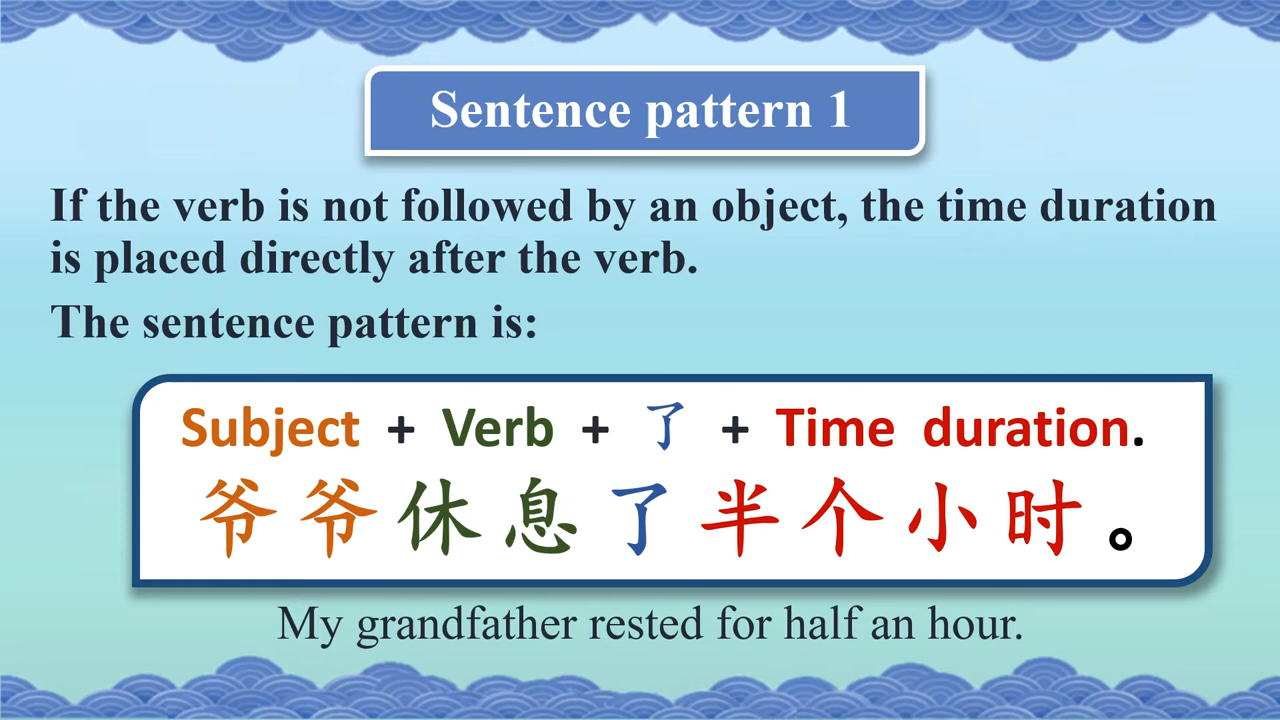 Sentence pattern 1
If the verb is not followed by an object, the time duration
is placed directly after the verb.
The sentence pattern is:
Subject + Verb + 了 + Time duration.
爷爷休息了半个小时。
My grandfather rested for half an hour.